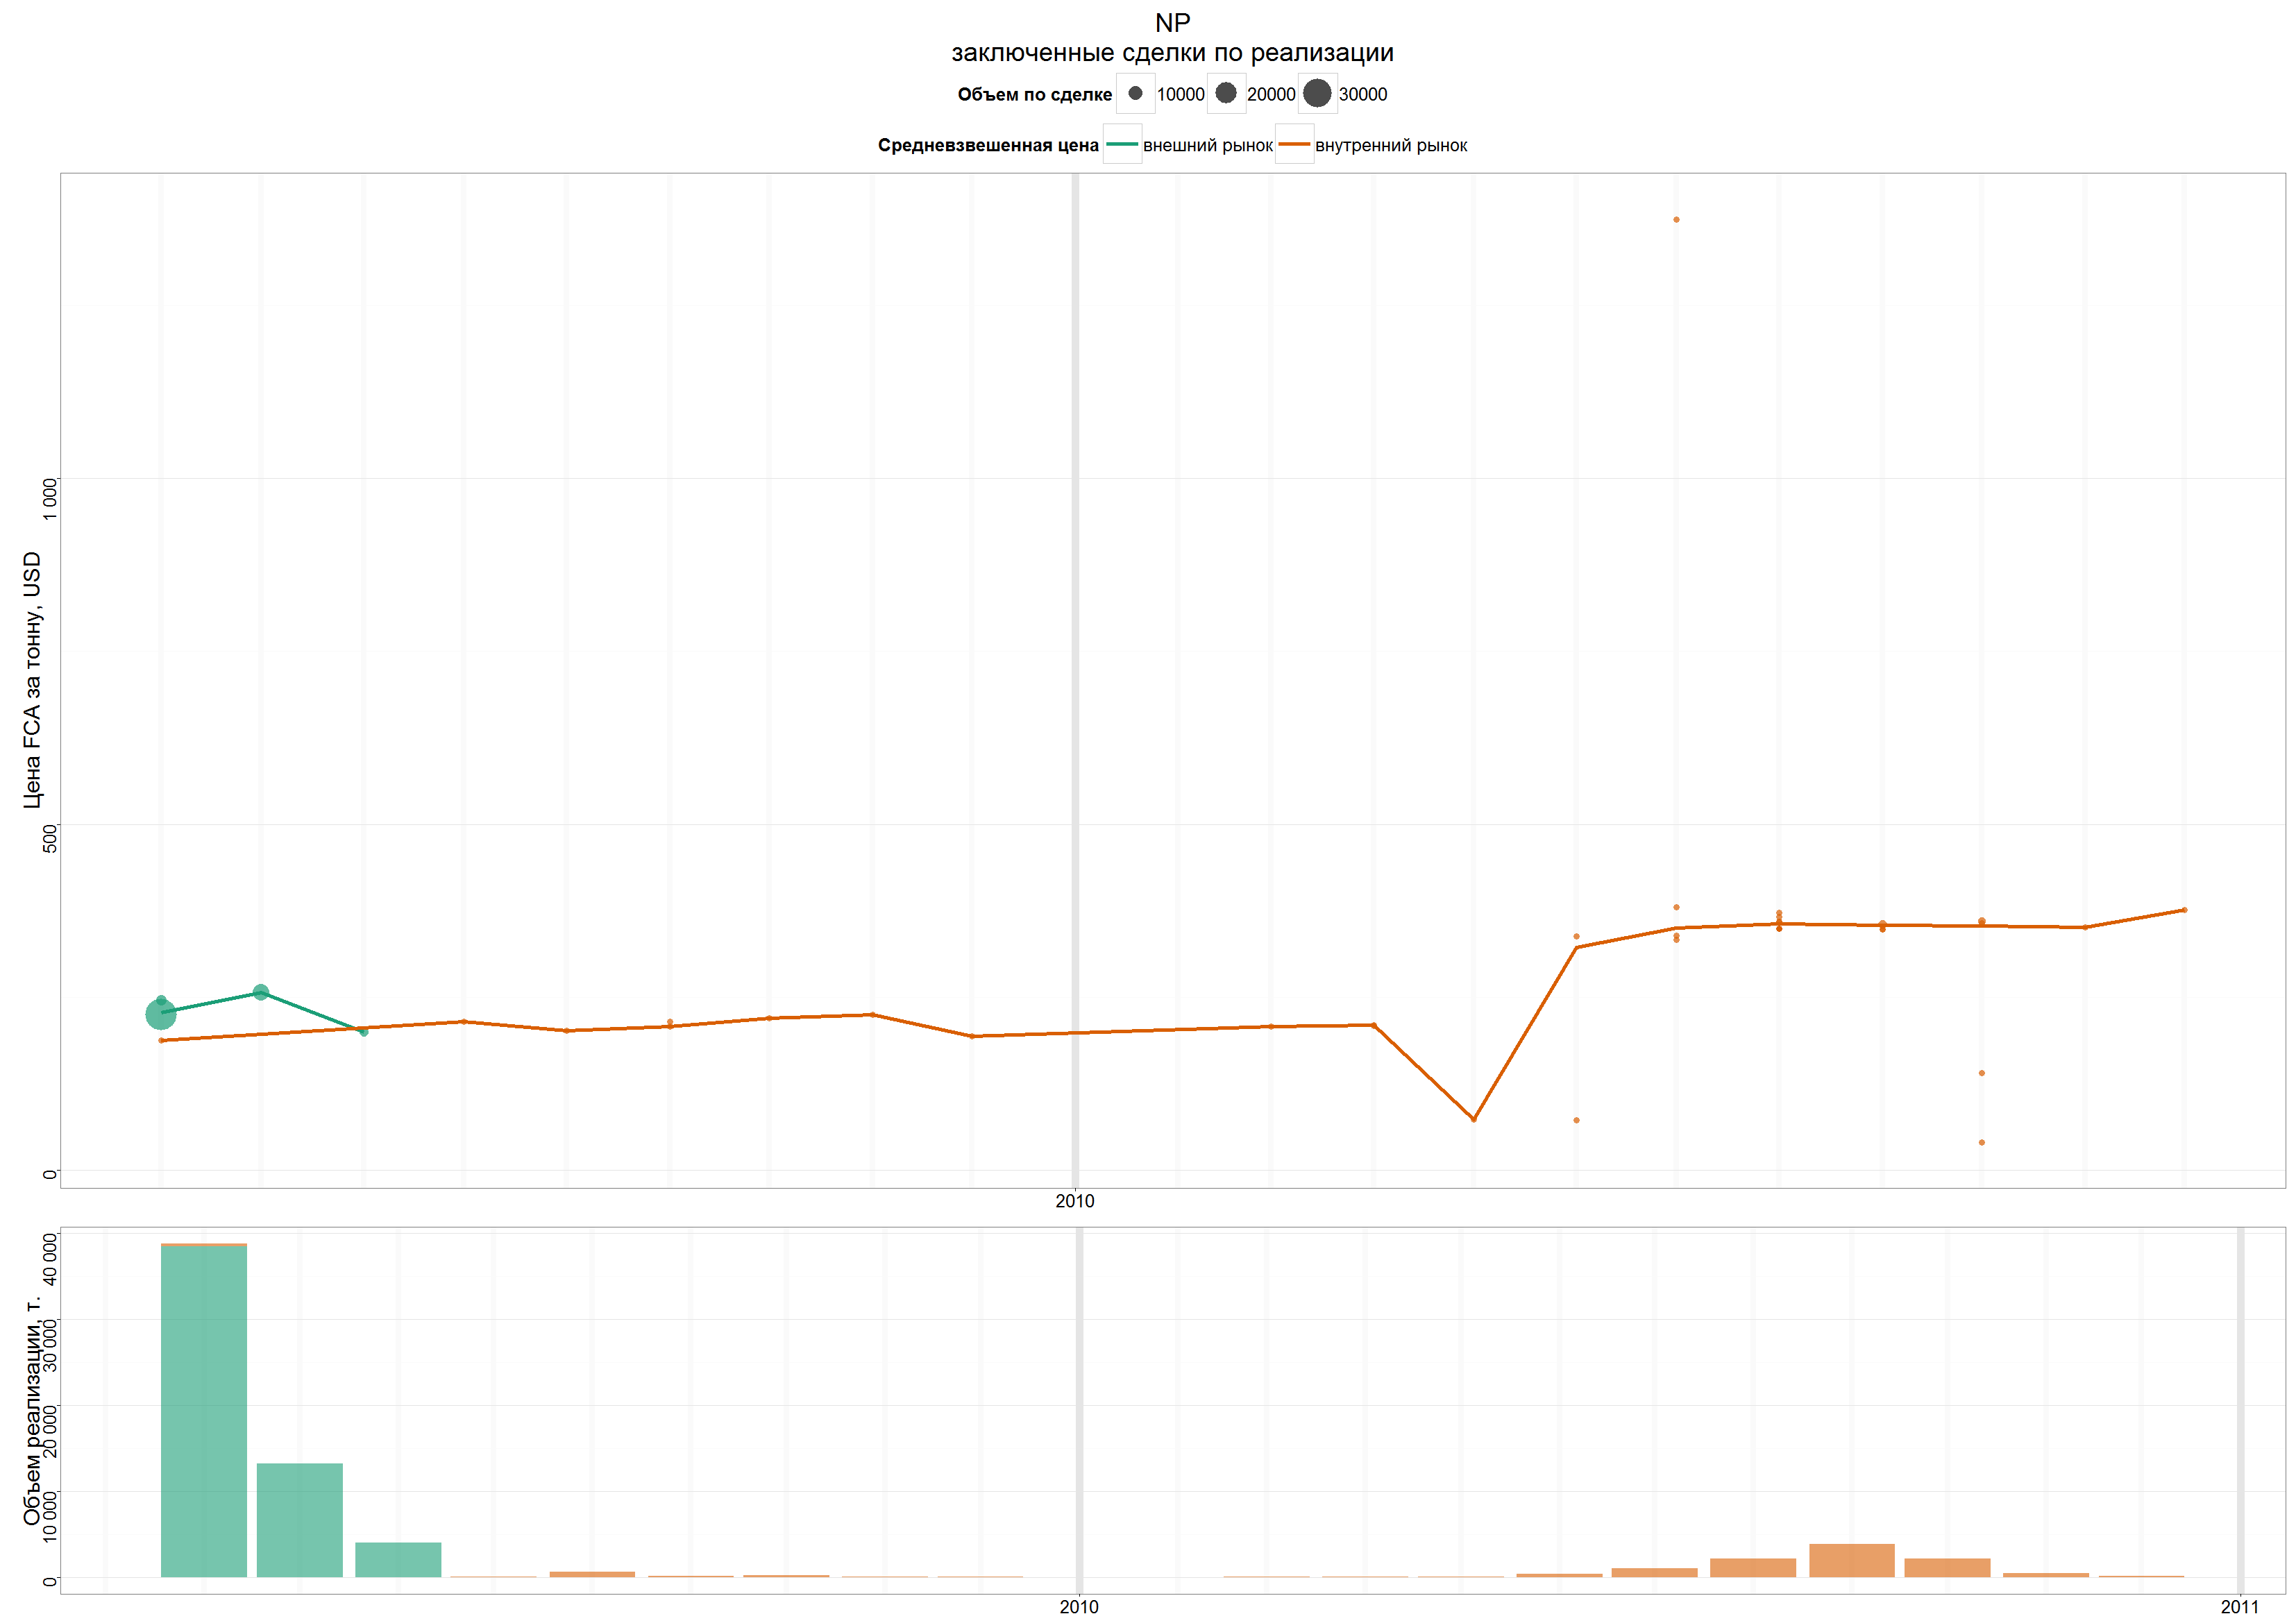 NP
заключенные сделки по реализации
Объем по сделке 10000 20000 30000
Средневзвешенная цена внешний рынок внутренний рынок
Цена FCA за тонну, USD
1 000
500
0
2010
Объем реализации, т.
40 000
30 000
20 000
10 000
0
2010 2011